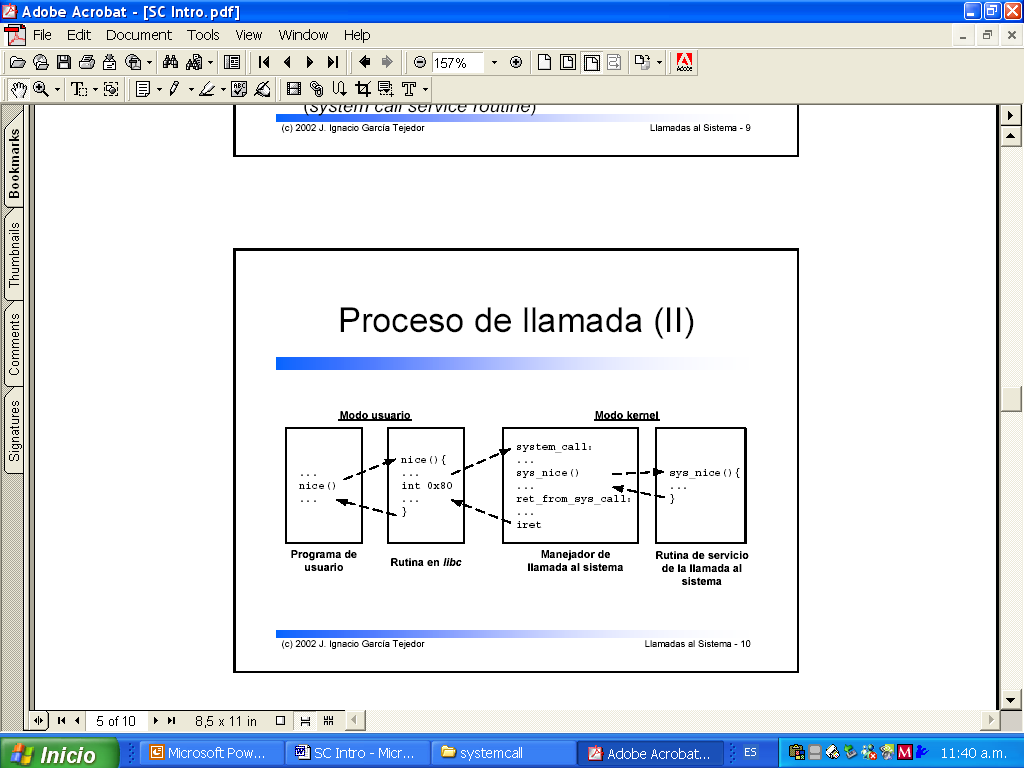 Adobe Acrobat - [SC Intro.pdf]
File Edit Document Tools View Window Help
157%
Bookmarks
Thumbnails
Comments
Signatures
(system call service routine)
(c) 2002 J. Ignacio García Tejedor
Llamadas al Sistema - 9
Proceso de llamada (II)
Modo usuario
Modo kernel
...
nice()
...
nice(){
...
int 0x80
...
}
system_call:
...
sys_nice()
...
ret_from_sys_call:
...
iret
sys_nice(){
...
}
Programa de
usuario
Rutina en libc
Manejador de
llamada al sistema
Rutina de servicio
de la llamada al
sistema
(c) 2002 J. Ignacio García Tejedor
Llamadas al Sistema - 10
5 of 10
8,5 x 11 in
Inicio
Microsoft Pow...
SC Intro - Micr...
systemcall
Adobe Acrobat...
ES
11:40 a.m.